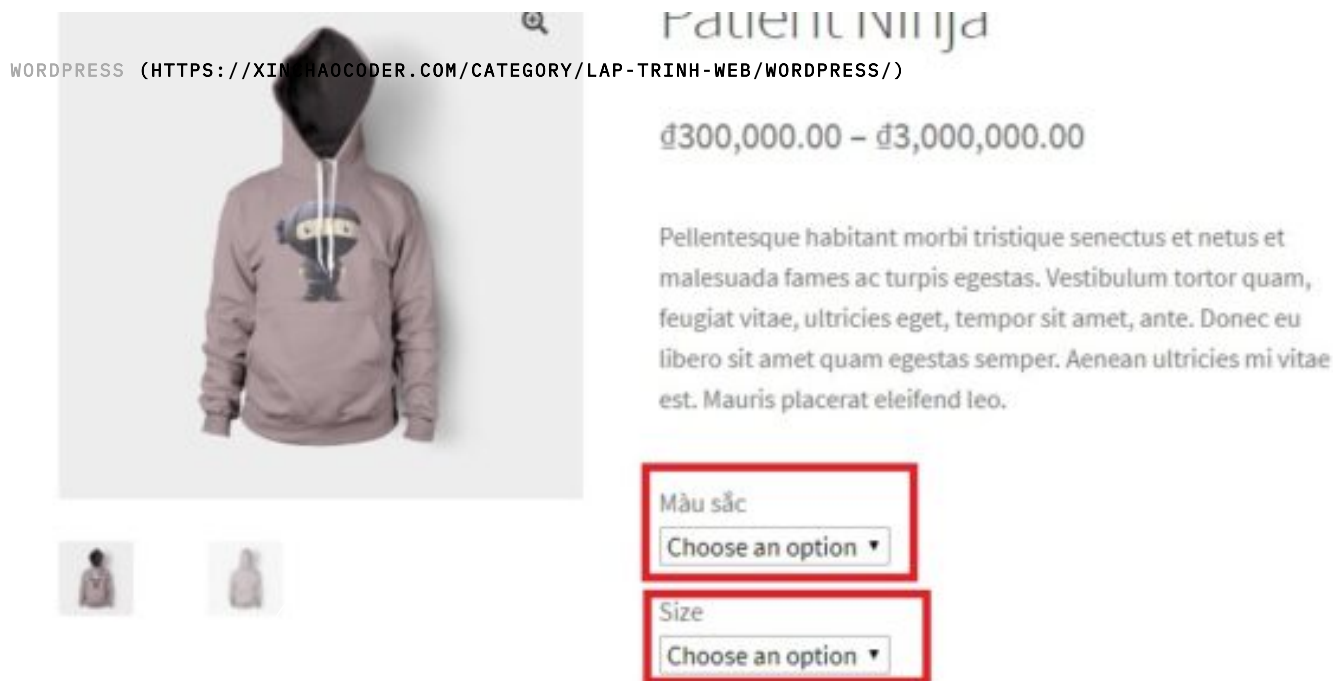 Patient Ninja
WORDPRESS (HTTPS://XINCHAOCODER.COM/CATEGORY/LAP-TRINH-WEB/WORDPRESS/)
₫300,000.00 – ₫3,000,000.00
Pellentesque habitant morbi tristique senectus et netus et
malesuada fames ac turpis egestas. Vestibulum tortor quam,
feugiat vitae, ultricies eget, tempor sit amet, ante. Donec eu
libero sit amet quam egestas semper. Aenean ultricies mi vitae
est. Mauris placerat eleifend leo.
Màu sắc
Choose an option
Size
Choose an option